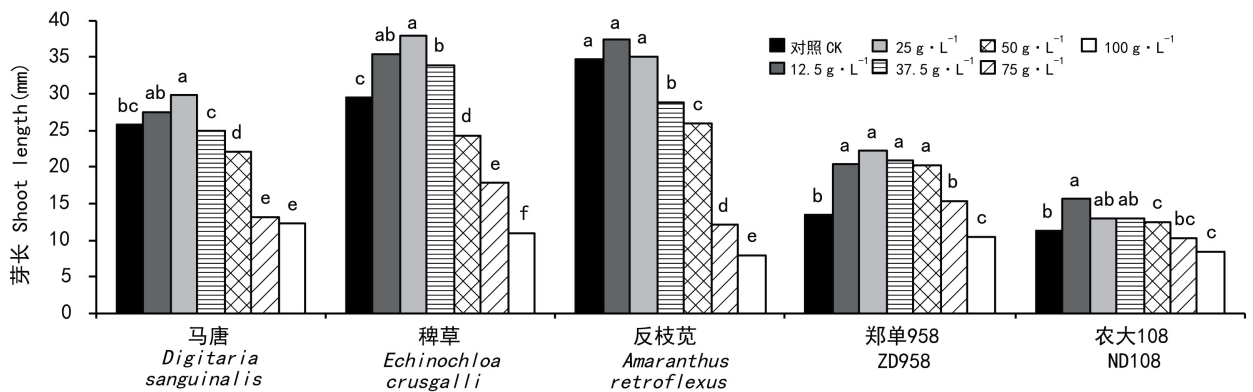 芽长 Shoot length(mm)
40
35
30
25
20
15
10
5
0
对照 CK
25 g·L⁻¹
50 g·L⁻¹
100 g·L⁻¹
12.5 g·L⁻¹
37.5 g·L⁻¹
75 g·L⁻¹
bc ab a c d e e
c ab a b d e f
a a a b c d e
b a a a a b c
b a ab ab c bc c
马唐
Digitaria
sanguinalis
稗草
Echinochloa
crusgalli
反枝苋
Amaranthus
retroflexus
郑单958
ZD958
农大108
ND108